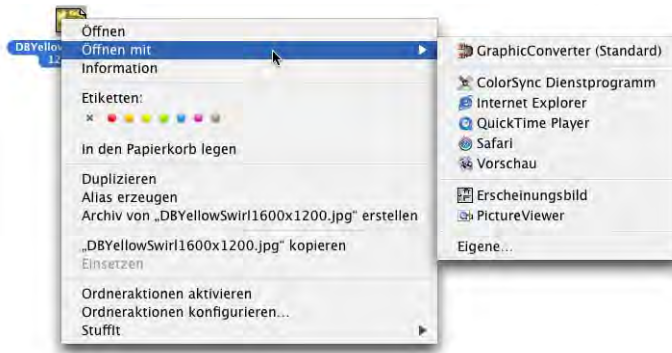 DBYellow
12
Öffnen
Öffnen mit
Information
Etiketten:
In den Papierkorb legen
Duplizieren
Alias erzeugen
Archiv von „DBYellowSwirl1600x1200.jpg“ erstellen
„DBYellowSwirl1600x1200.jpg“ kopieren
Einsetzen
Ordneraktionen aktivieren
Ordneraktionen konfigurieren...
StuffIt
GraphicConverter (Standard)
ColorSync Dienstprogramm
Internet Explorer
QuickTime Player
Safari
Vorschau
Erscheinungsbild
PictureViewer
Eigene...